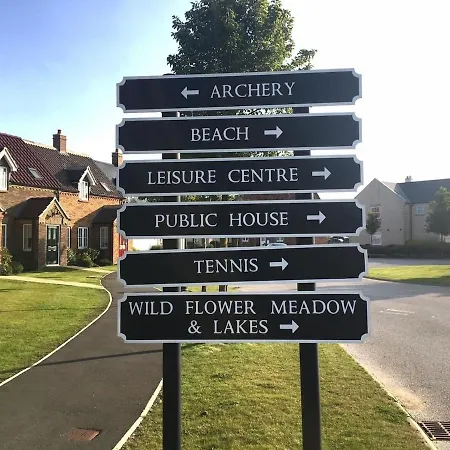 ← ARCHERY
BEACH →
LEISURE CENTRE →
PUBLIC HOUSE →
TENNIS →
WILD FLOWER MEADOW
& LAKES →